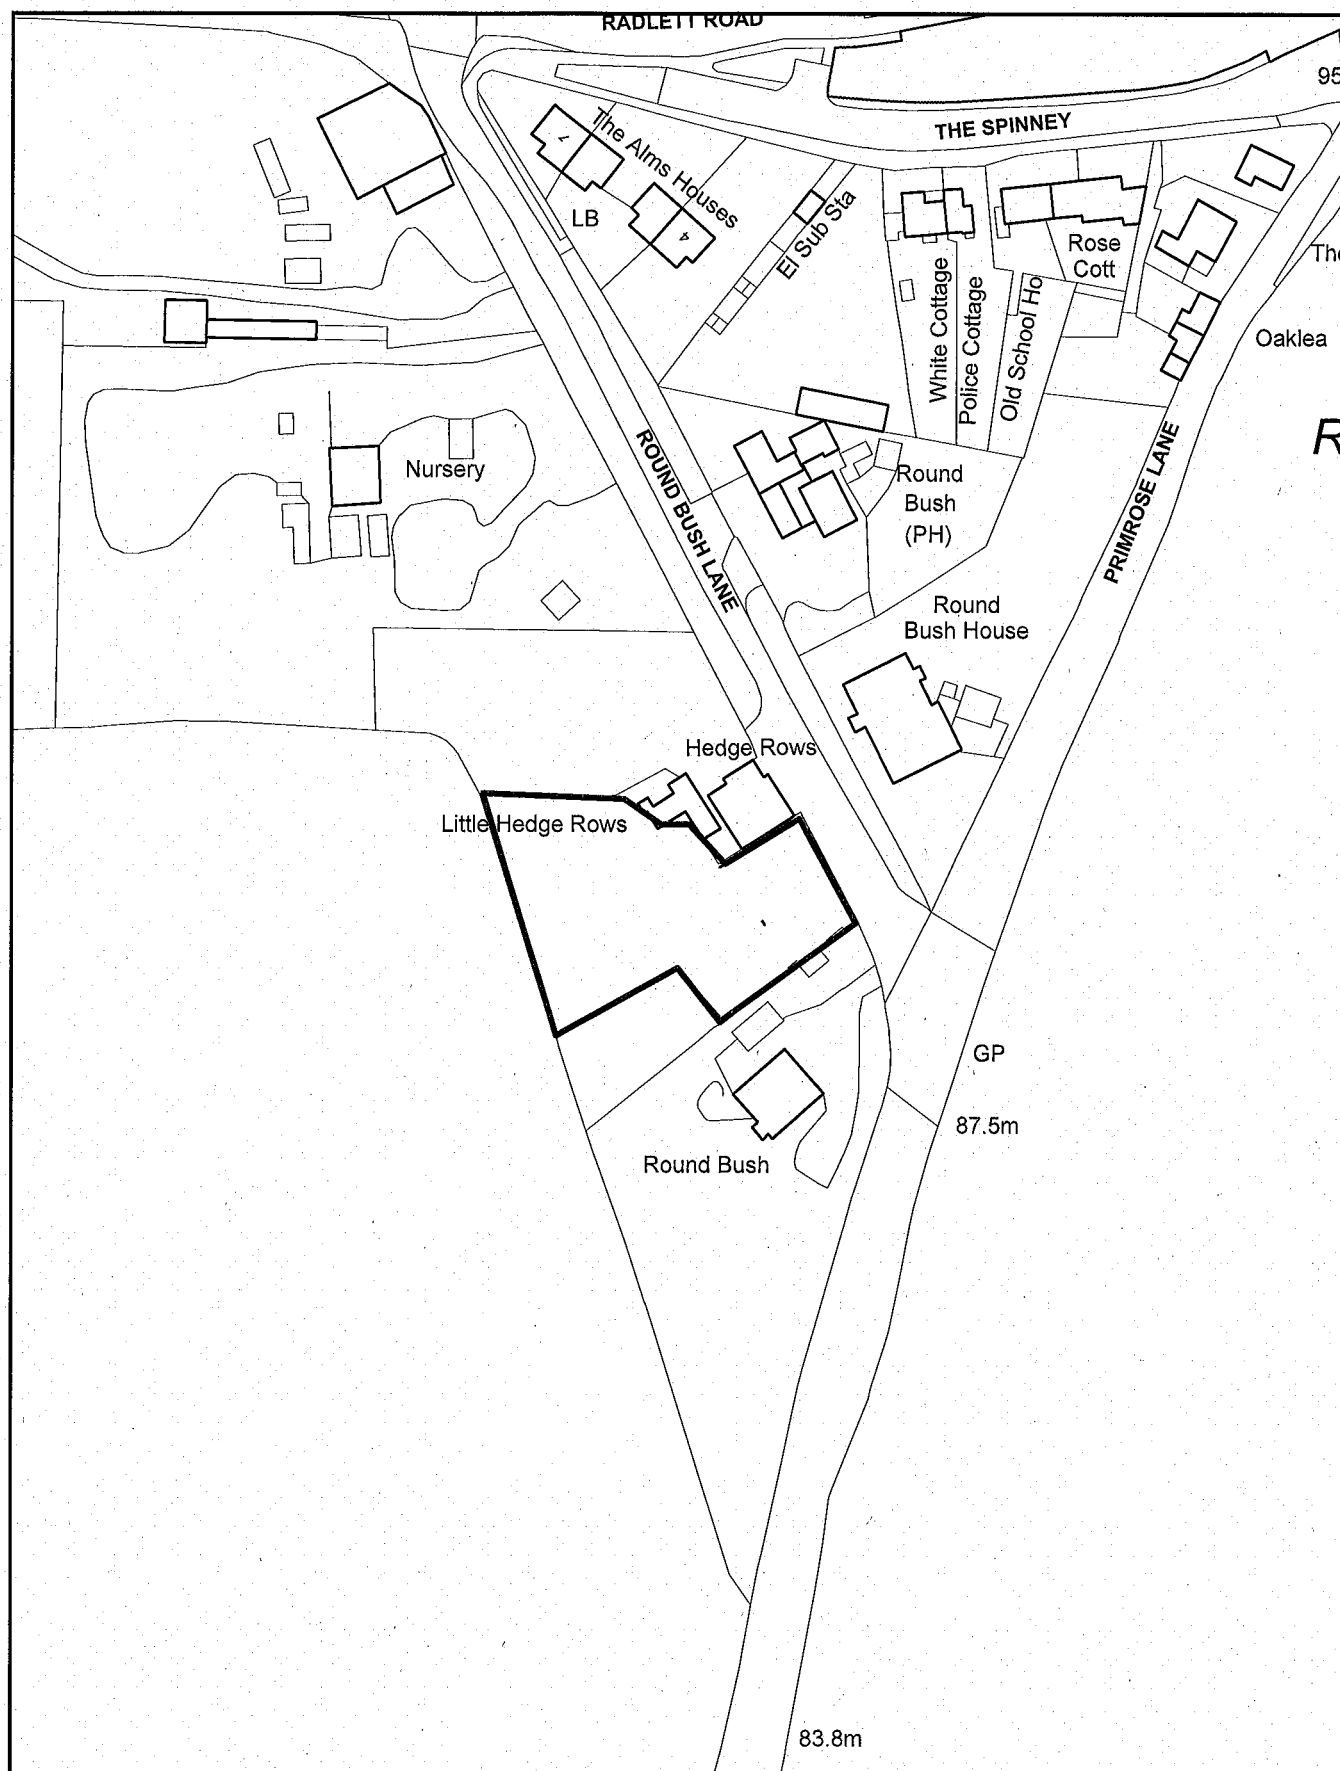 RADLETT ROAD
95
THE SPINNEY
The Alms Houses
7
LB
4
El Sub Sta
Rose
Cott
The
White Cottage
Police Cottage
Old School Ho
Oaklea
R
ROUND BUSH LANE
Nursery
Round
Bush
(PH)
PRIMROSE LANE
Round
Bush House
Hedge Rows
Little Hedge Rows
GP
87.5m
Round Bush
83.8m